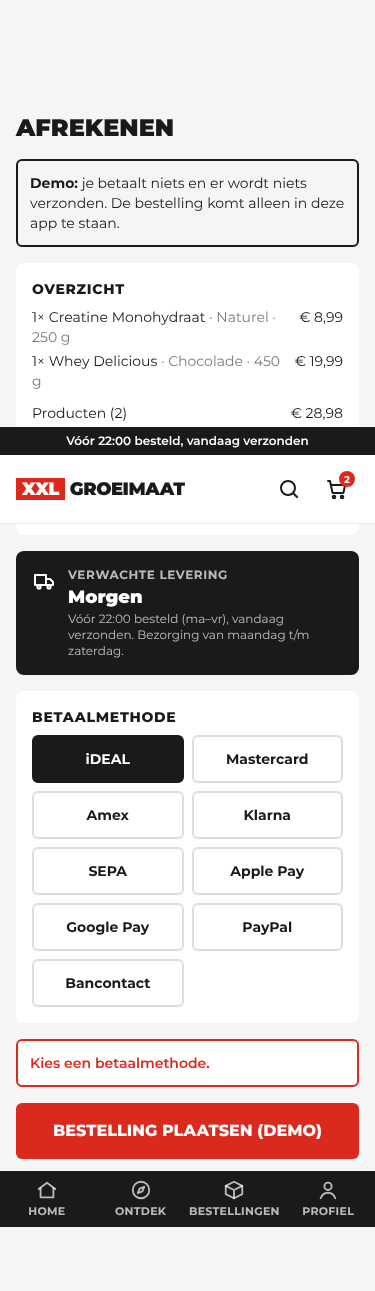 AFREKENEN
Demo: je betaalt niets en er wordt niets
verzonden. De bestelling komt alleen in deze
app te staan.
OVERZICHT
1× Creatine Monohydraat · Naturel · € 8,99
250 g
1× Whey Delicious · Chocolade · 450 € 19,99
g
Producten (2) € 28,98
Vóór 22:00 besteld, vandaag verzonden
XXL GROEIMAAT 2
VERWACHTE LEVERING
Morgen
Vóór 22:00 besteld (ma–vr), vandaag
verzonden. Bezorging van maandag t/m
zaterdag.
BETAALMETHODE
iDEAL Mastercard
Amex Klarna
SEPA Apple Pay
Google Pay PayPal
Bancontact
Kies een betaalmethode.
BESTELLING PLAATSEN (DEMO)
HOME ONTDEK BESTELLINGEN PROFIEL